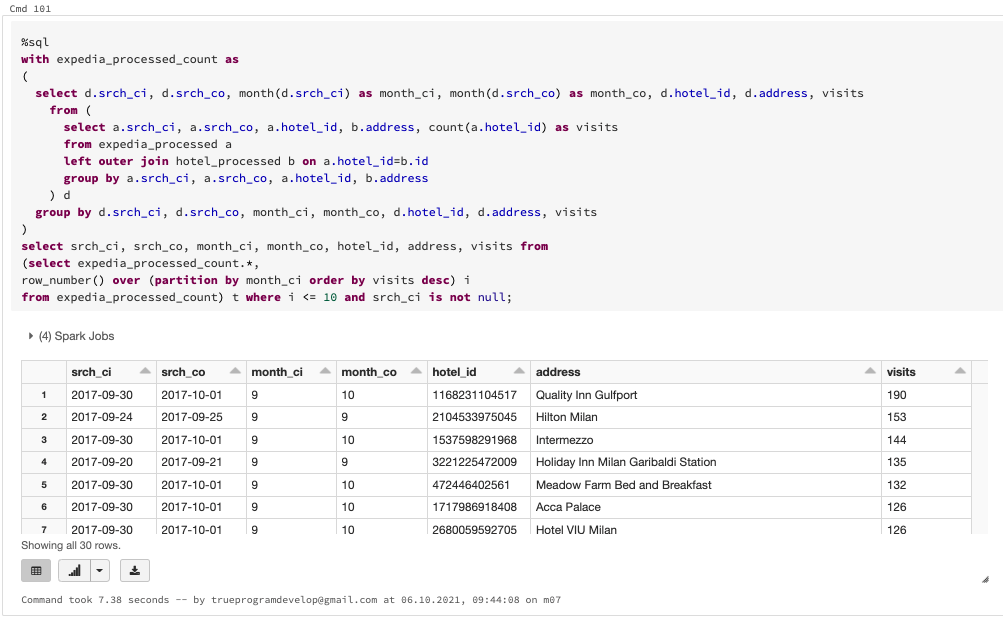 Cmd 101
%sql
with expedia_processed_count as
(
select d.srch_ci, d.srch_co, month(d.srch_ci) as month_ci, month(d.srch_co) as month_co, d.hotel_id, d.address, visits
from (
select a.srch_ci, a.srch_co, a.hotel_id, b.address, count(a.hotel_id) as visits
from expedia_processed a
left outer join hotel_processed b on a.hotel_id=b.id
group by a.srch_ci, a.srch_co, a.hotel_id, b.address
) d
group by d.srch_ci, d.srch_co, month_ci, month_co, d.hotel_id, d.address, visits
)
select srch_ci, srch_co, month_ci, month_co, hotel_id, address, visits from
(select expedia_processed_count.*,
row_number() over (partition by month_ci order by visits desc) i
from expedia_processed_count) t where i <= 10 and srch_ci is not null;
(4) Spark Jobs
srch_ci srch_co month_ci month_co hotel_id address visits
1 2017-09-30 2017-10-01 9 10 1168231104517 Quality Inn Gulfport 190
2 2017-09-24 2017-09-25 9 9 2104533975045 Hilton Milan 153
3 2017-09-30 2017-10-01 9 10 1537598291968 Intermezzo 144
4 2017-09-20 2017-09-21 9 9 3221225472009 Holiday Inn Milan Garibaldi Station 135
5 2017-09-30 2017-10-01 9 10 472446402561 Meadow Farm Bed and Breakfast 132
6 2017-09-30 2017-10-01 9 10 1717986918408 Acca Palace 126
7 2017-09-30 2017-10-01 9 10 2680059592705 Hotel VIU Milan 126
Showing all 30 rows.
Command took 7.38 seconds -- by trueprogramdevelop@gmail.com at 06.10.2021, 09:44:08 on m07